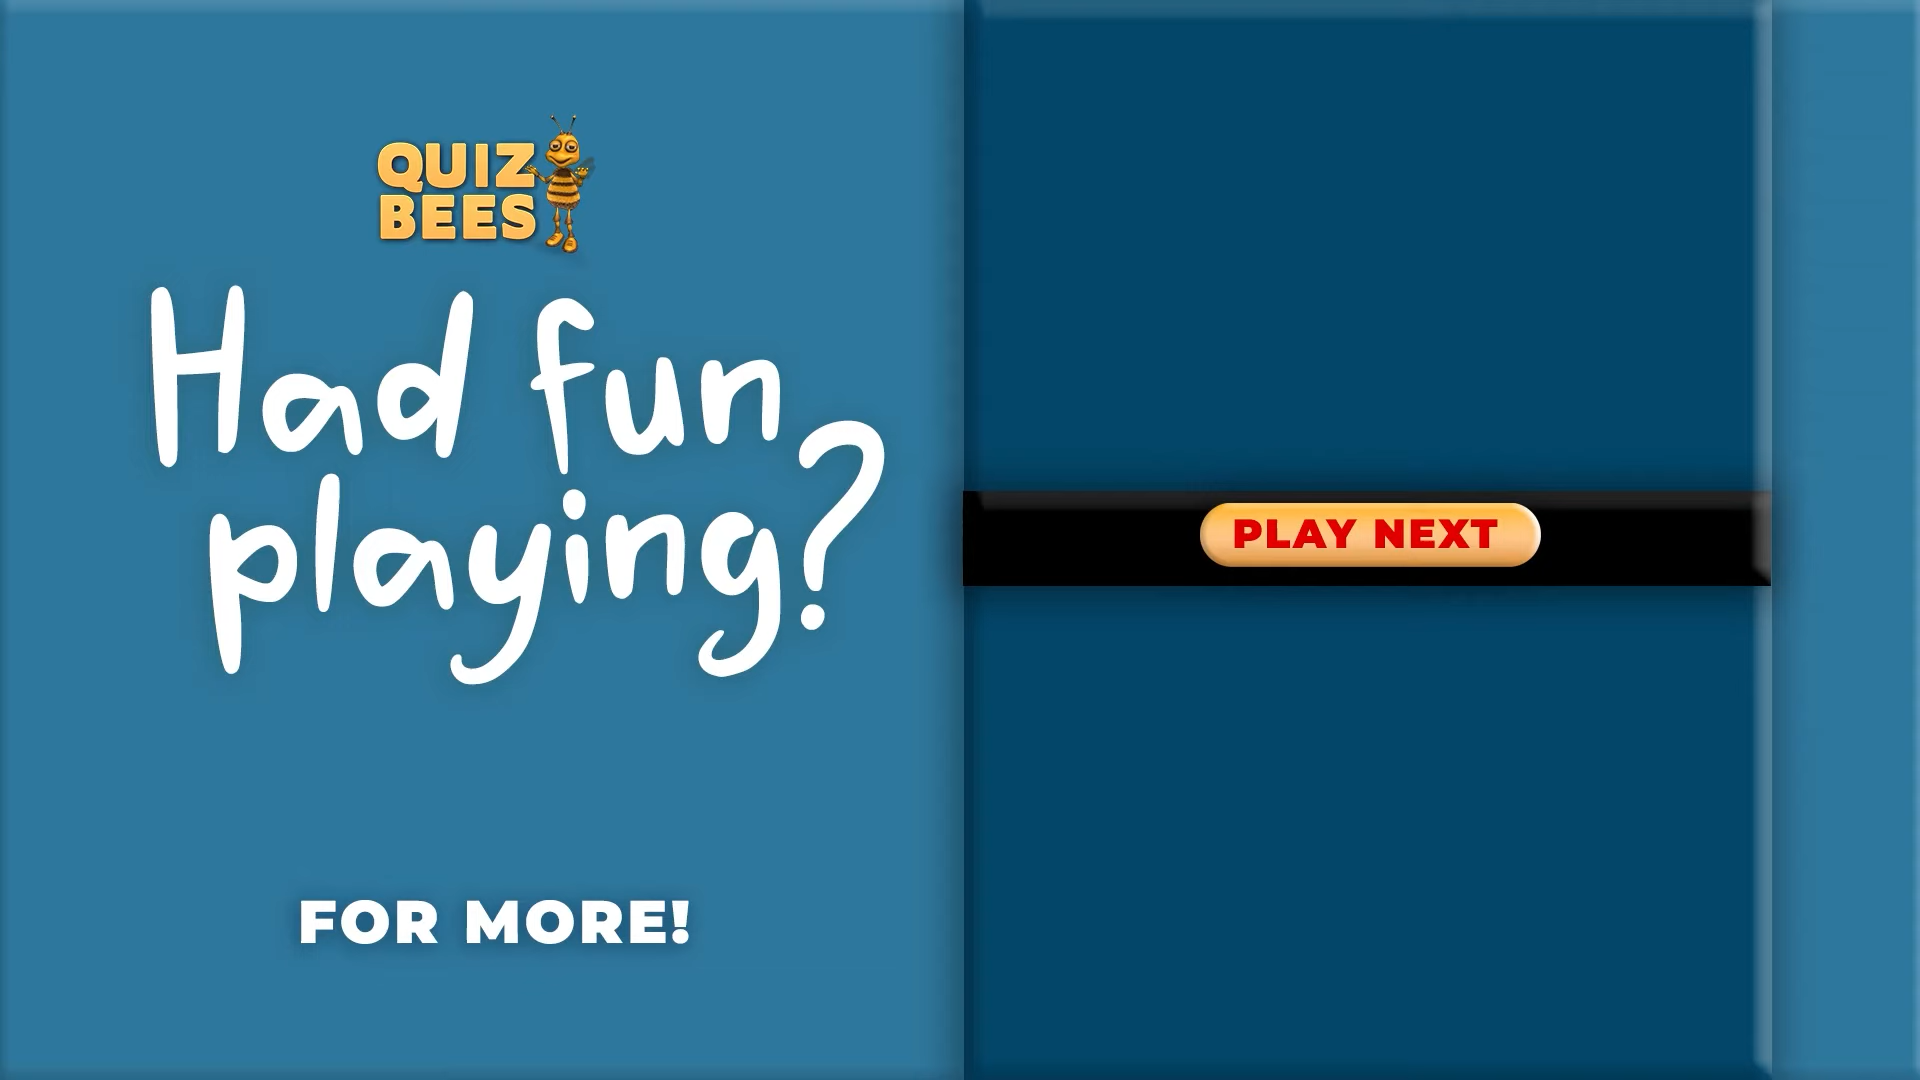 QUIZ
BEES
Had fun
playing?
FOR MORE!
PLAY NEXT